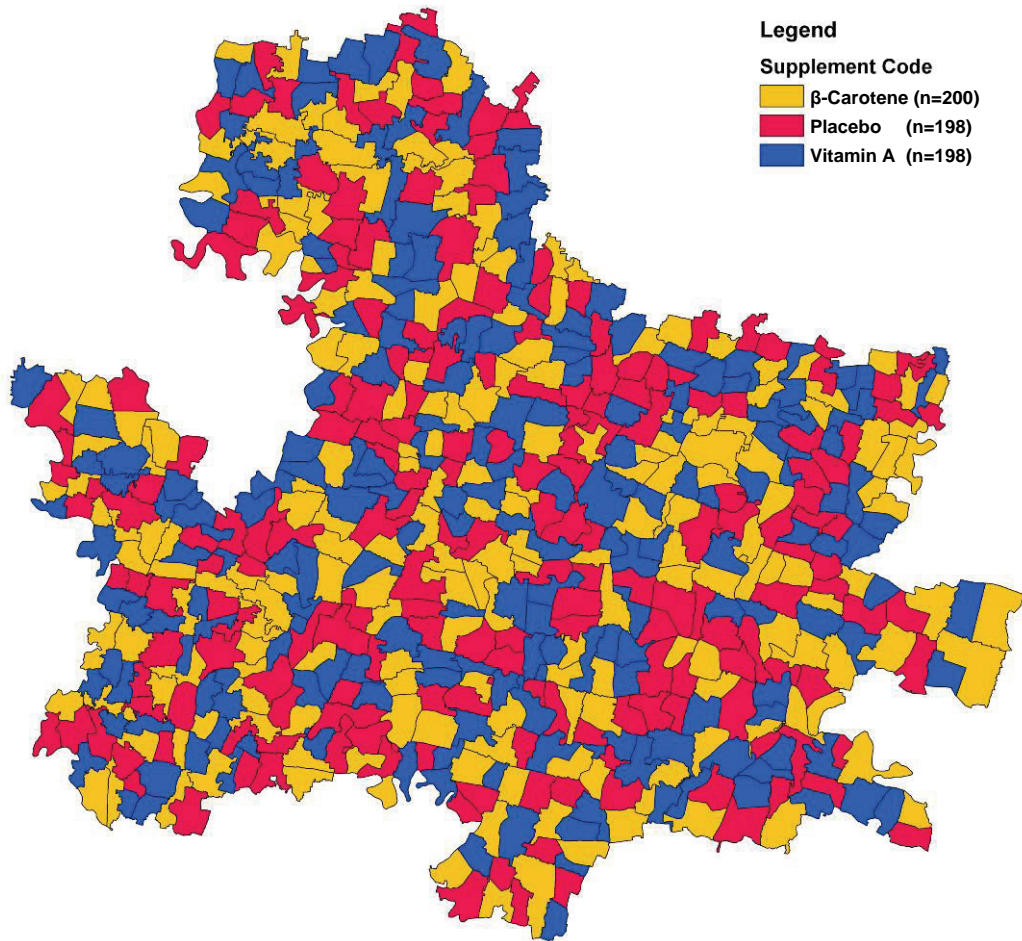 Legend
Supplement Code
β-Carotene (n=200)
Placebo (n=198)
Vitamin A (n=198)